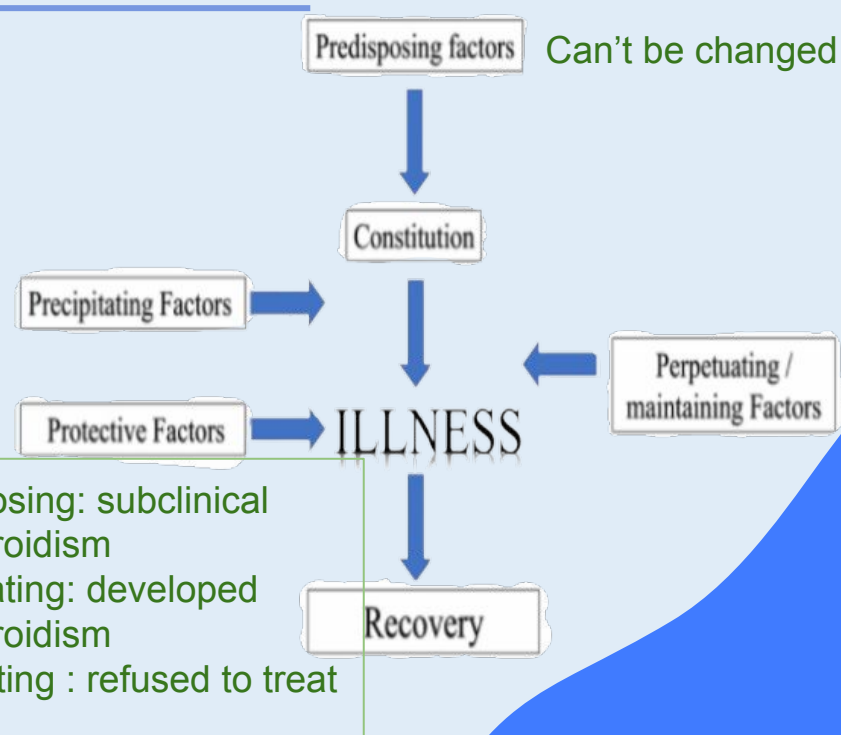 Predisposing factors
Can't be changed
Constitution
Precipitating Factors
Perpetuating /
maintaining Factors
Protective Factors
ILLNESS
osing: subclinical
roidism
ating: developed
roidism
ting : refused to treat
Recovery